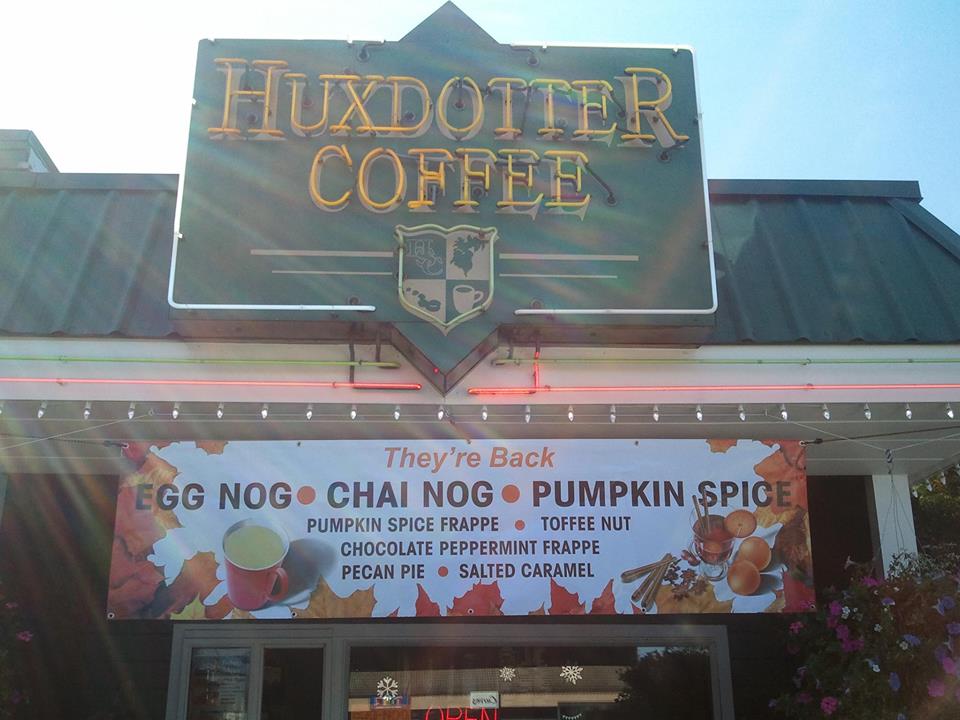 HUXDOTTER
COFFEE
They're Back
EGG NOG • CHAI NOG • PUMPKIN SPICE
PUMPKIN SPICE FRAPPE • TOFFEE NUT
CHOCOLATE PEPPERMINT FRAPPE
PECAN PIE • SALTED CARAMEL
OPEN